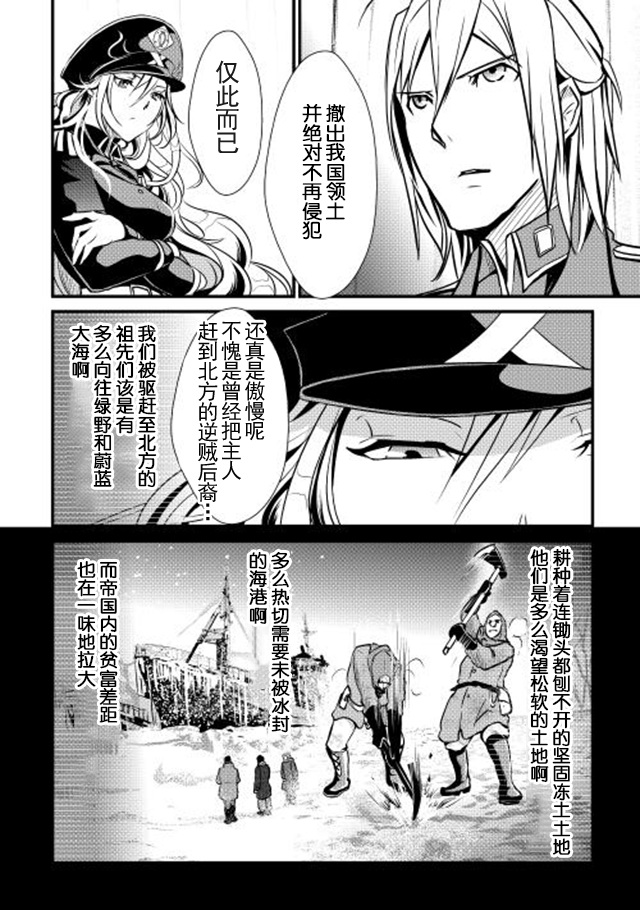 撤出我国领土
并绝对不再侵犯
仅此而已
还真是傲慢呢
不愧是曾经把主人
赶到北方的逆贼后裔…
我们被驱赶至北方的
祖先们该是有
多么向往绿野和蔚蓝
大海啊
耕种着连锄头都刨不开的坚固冻土土地
他们是多么渴望松软的土地啊
多么热切需要未被冰封
的海港啊
而帝国内的贫富差距
也在一味地拉大